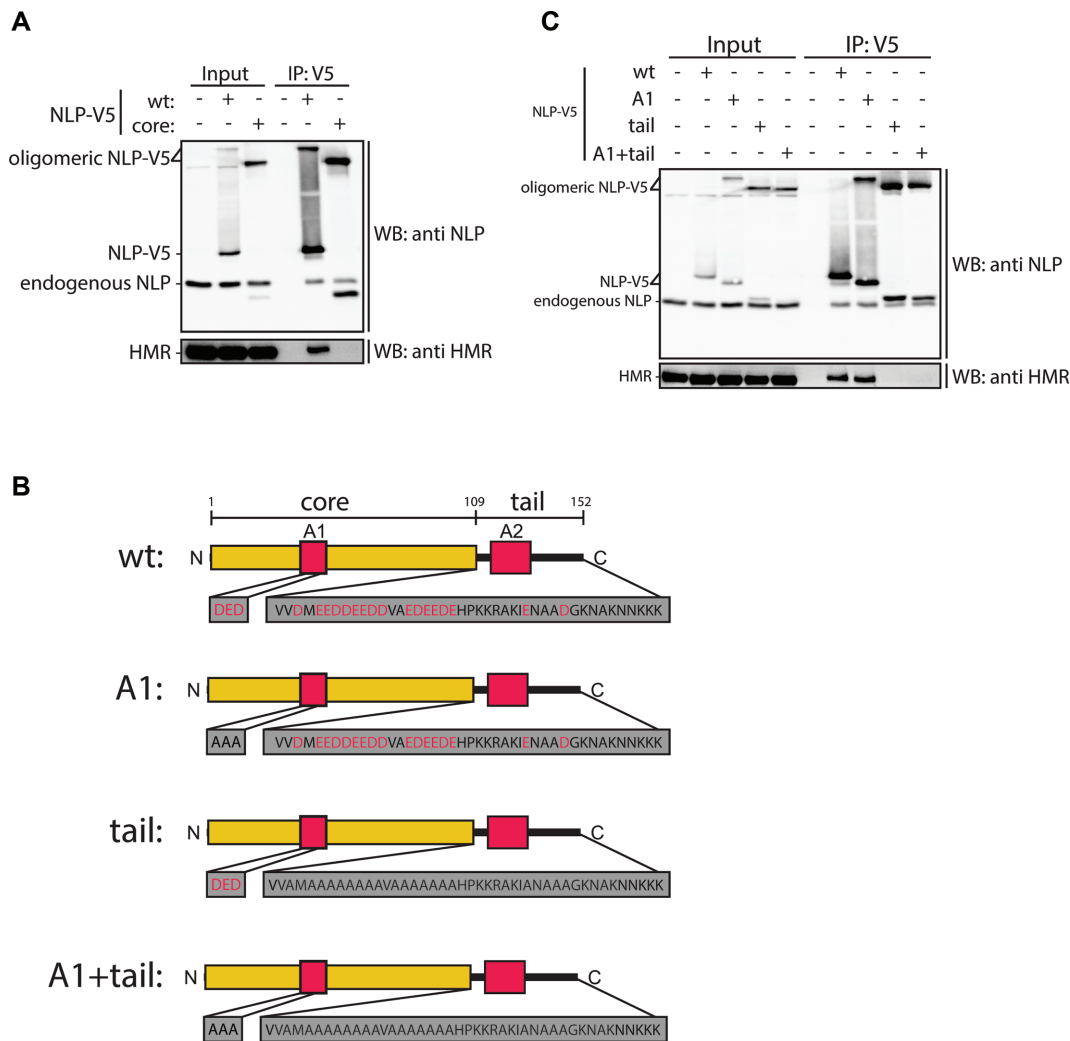 A
Input IP: V5
NLP-V5
wt: - + - - + -
core: - - + - - +
oligomeric NLP-V5
NLP-V5
endogenous NLP
WB: anti NLP
HMR
WB: anti HMR
C
Input IP: V5
NLP-V5
wt - + - - - - + - - -
A1 - - + - - - - + - -
tail - - - + - - - - + -
A1+tail - - - - + - - - - +
oligomeric NLP-V5
NLP-V5
endogenous NLP
WB: anti NLP
HMR
WB: anti HMR
B
1 core 109 tail 152
A1 A2
wt: N C
DED VVDMEEDDEEDDVAEDEEDEHPKKRAKIENAADGKNAKNNKKK
A1: N C
AAA VVDMEEDDEEDDVAEDEEDEHPKKRAKIENAADGKNAKNNKKK
tail: N C
DED VVAMAAAAAAAAVAAAAAAAHPKKRAKIANAAAGKNAKNNKKK
A1+tail: N C
AAA VVAMAAAAAAAAVAAAAAAAHPKKRAKIANAAAGKNAKNNKKK